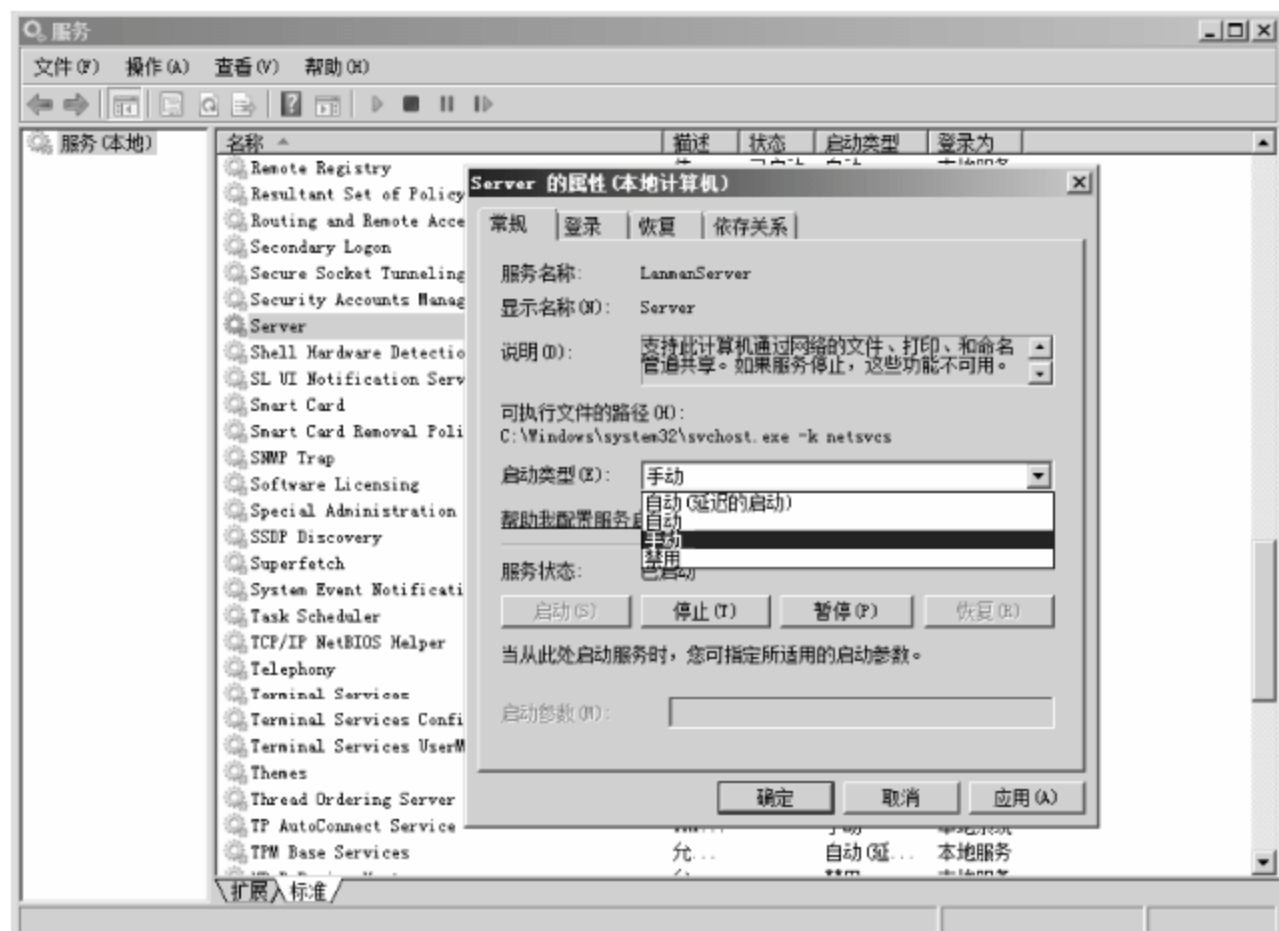 服务
文件(F) 操作(A) 查看(V) 帮助(H)
服务(本地)
名称 描述 状态 启动类型 登录为
Remote Registry
Resultant Set of Policy
Routing and Remote Acce
Secondary Logon
Secure Socket Tunneling
Security Accounts Manag
Server
Shell Hardware Detectio
SL UI Notification Serv
Smart Card
Smart Card Removal Poli
SNMP Trap
Software Licensing
Special Administration
SSDP Discovery
Superfetch
System Event Notificati
Task Scheduler
TCP/IP NetBIOS Helper
Telephony
Terminal Services
Terminal Services Confi
Terminal Services UserM
Themes
Thread Ordering Server
TP AutoConnect Service
TPM Base Services 允... 自动(延... 本地服务
扩展 标准
Server 的属性(本地计算机)
常规 登录 恢复 依存关系
服务名称: LanmanServer
显示名称(N): Server
说明(D): 支持此计算机通过网络的文件、打印、和命名
管道共享。如果服务停止，这些功能不可用。
可执行文件的路径(H):
C:\Windows\system32\svchost.exe -k netsvcs
启动类型(E): 手动
自动(延迟的启动)
帮助我配置服务启 自动
手动
禁用
服务状态: 已启动
启动(S) 停止(T) 暂停(P) 恢复(R)
当从此处启动服务时，您可指定所适用的启动参数。
启动参数(M):
确定 取消 应用(A)